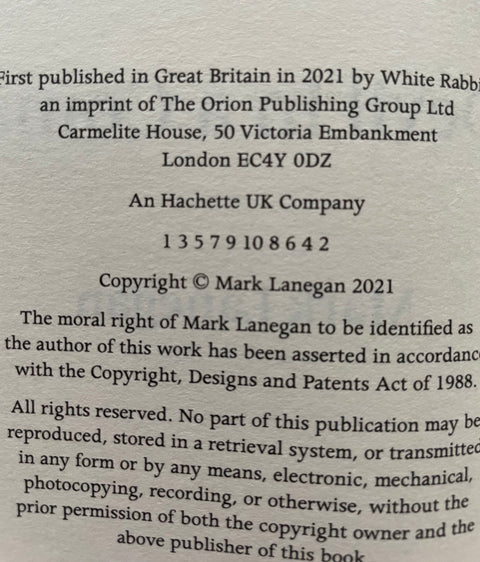 First published in Great Britain in 2021 by White Rabbi
an imprint of The Orion Publishing Group Ltd
Carmelite House, 50 Victoria Embankment
London EC4Y 0DZ
An Hachette UK Company
1 3 5 7 9 10 8 6 4 2
Copyright © Mark Lanegan 2021
The moral right of Mark Lanegan to be identified as
the author of this work has been asserted in accordanc
with the Copyright, Designs and Patents Act of 1988.
All rights reserved. No part of this publication may be
reproduced, stored in a retrieval system, or transmitted
in any form or by any means, electronic, mechanical,
photocopying, recording, or otherwise, without the
prior permission of both the copyright owner and the
above publisher of this book